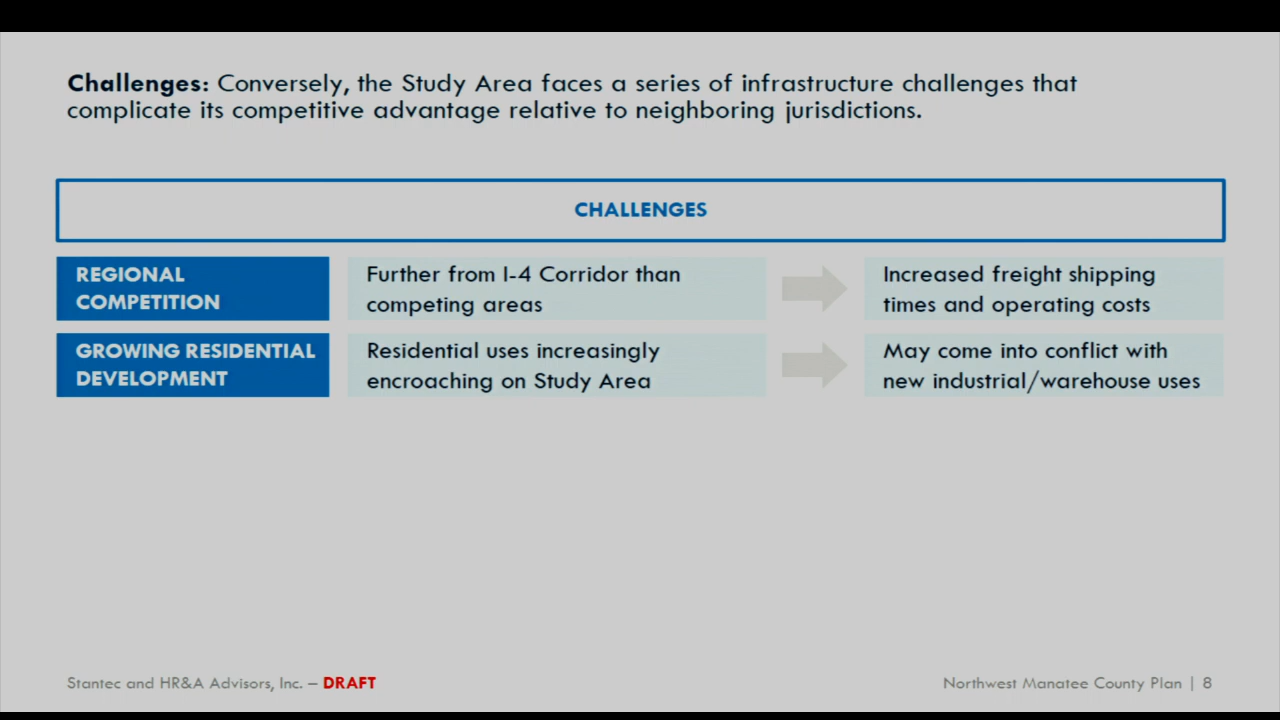 Challenges: Conversely, the Study Area faces a series of infrastructure challenges that
complicate its competitive advantage relative to neighboring jurisdictions.
CHALLENGES
REGIONAL
COMPETITION
Further from I-4 Corridor than
competing areas
Increased freight shipping
times and operating costs
GROWING RESIDENTIAL
DEVELOPMENT
Residential uses increasingly
encroaching on Study Area
May come into conflict with
new industrial/warehouse uses
Stantec and HR&A Advisors, Inc. – DRAFT
Northwest Manatee County Plan | 8